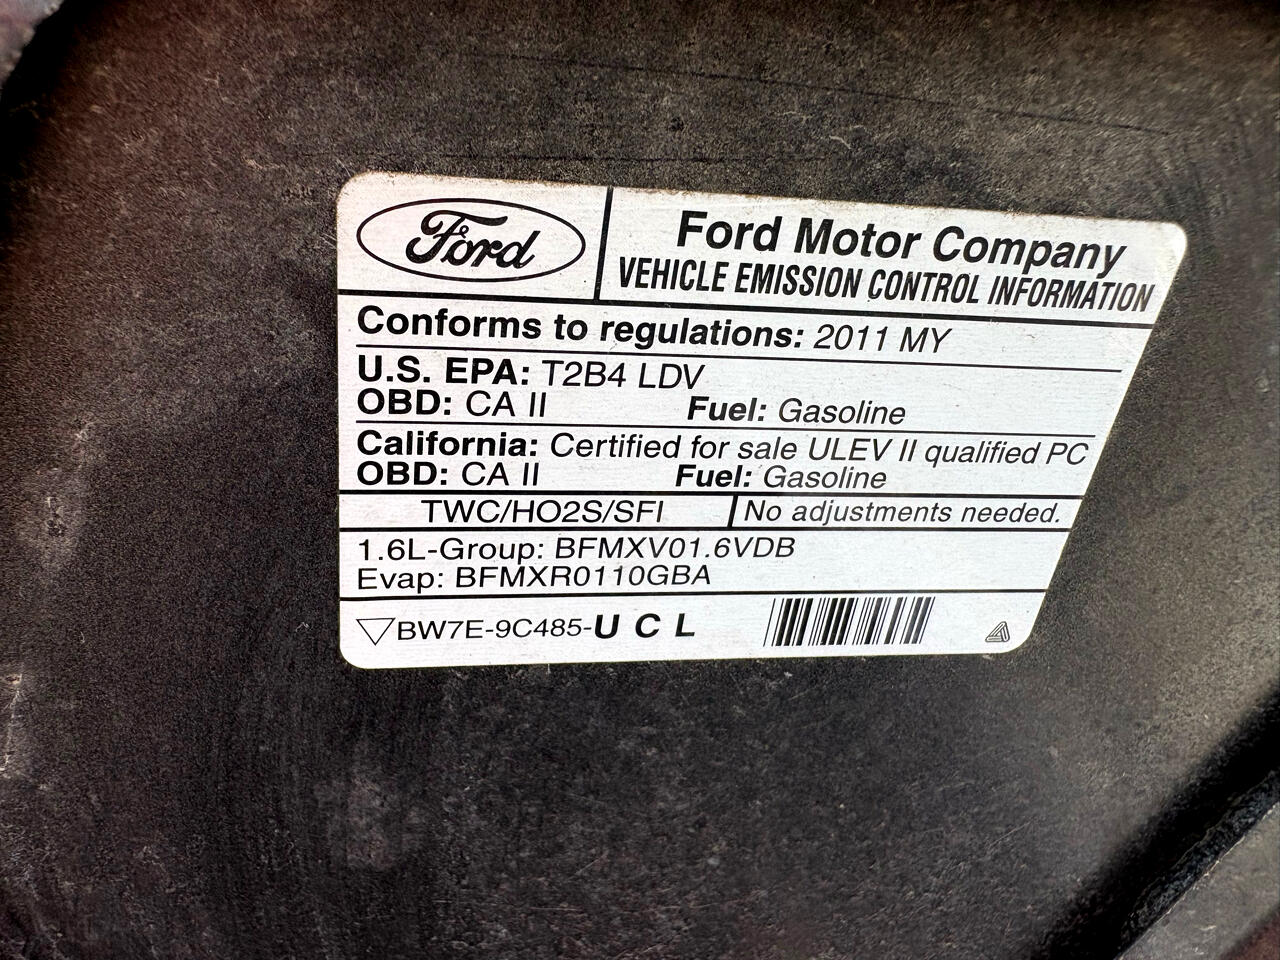 Ford
Ford Motor Company
VEHICLE EMISSION CONTROL INFORMATION
Conforms to regulations: 2011 MY
U.S. EPA: T2B4 LDV
OBD: CA II Fuel: Gasoline
California: Certified for sale ULEV II qualified PC
OBD: CA II Fuel: Gasoline
TWC/HO2S/SFI No adjustments needed.
1.6L-Group: BFMXV01.6VDB
Evap: BFMXR0110GBA
BW7E-9C485-U C L